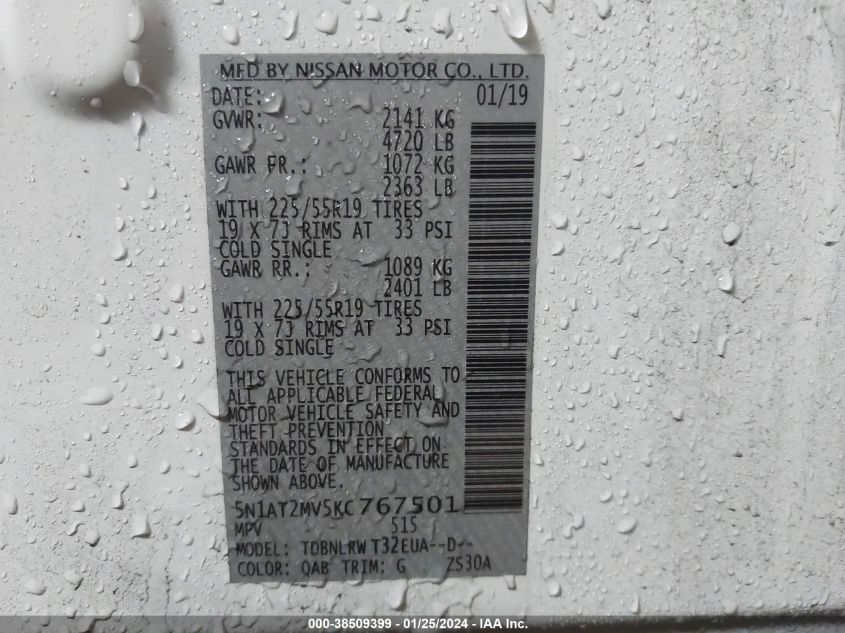 MFD BY NISSAN MOTOR CO., LTD.
DATE: 01/19
GVWR: 2141 KG
4720 LB
GAWR FR.: 1072 KG
2363 LB
WITH 225/55R19 TIRES
19 X 7J RIMS AT 33 PSI
COLD SINGLE
GAWR RR.: 1089 KG
2401 LB
WITH 225/55R19 TIRES
19 X 7J RIMS AT 33 PSI
COLD SINGLE
THIS VEHICLE CONFORMS TO
ALL APPLICABLE FEDERAL
MOTOR VEHICLE SAFETY AND
THEFT PREVENTION
STANDARDS IN EFFECT ON
THE DATE OF MANUFACTURE
SHOWN ABOVE.
5N1AT2MV5KC767501
MPV 515
MODEL: TDBNLRW T32EUA--D--
COLOR: QAB TRIM: G ZS30A
000-38509399 - 01/25/2024 - IAA Inc.